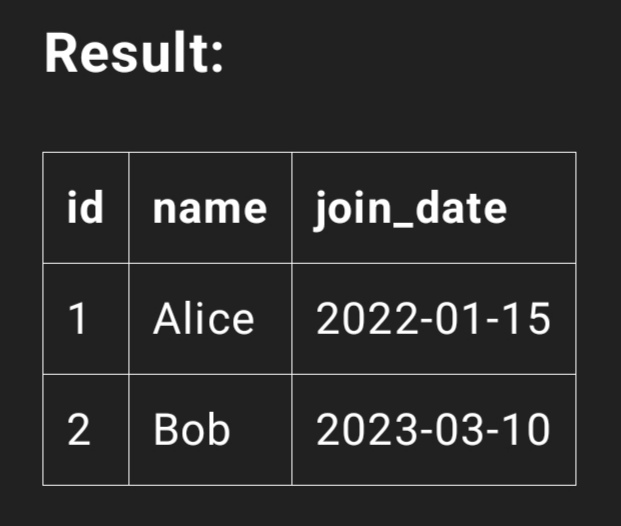 Result:
id name join_date
1 Alice 2022-01-15
2 Bob 2023-03-10